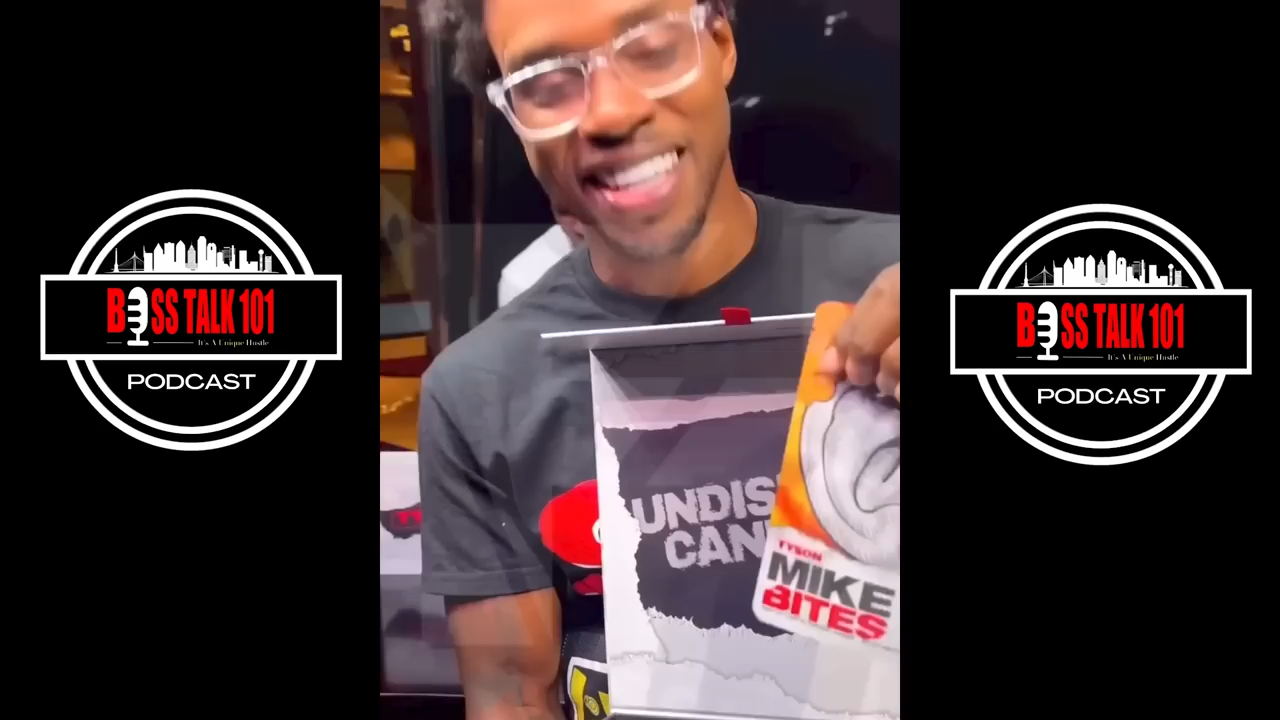 BOSS TALK 101
It's A Unique Hustle
PODCAST
UNDIS
CAN
TYSON
MIKE
BITES
BOSS TALK 101
It's A Unique Hustle
PODCAST